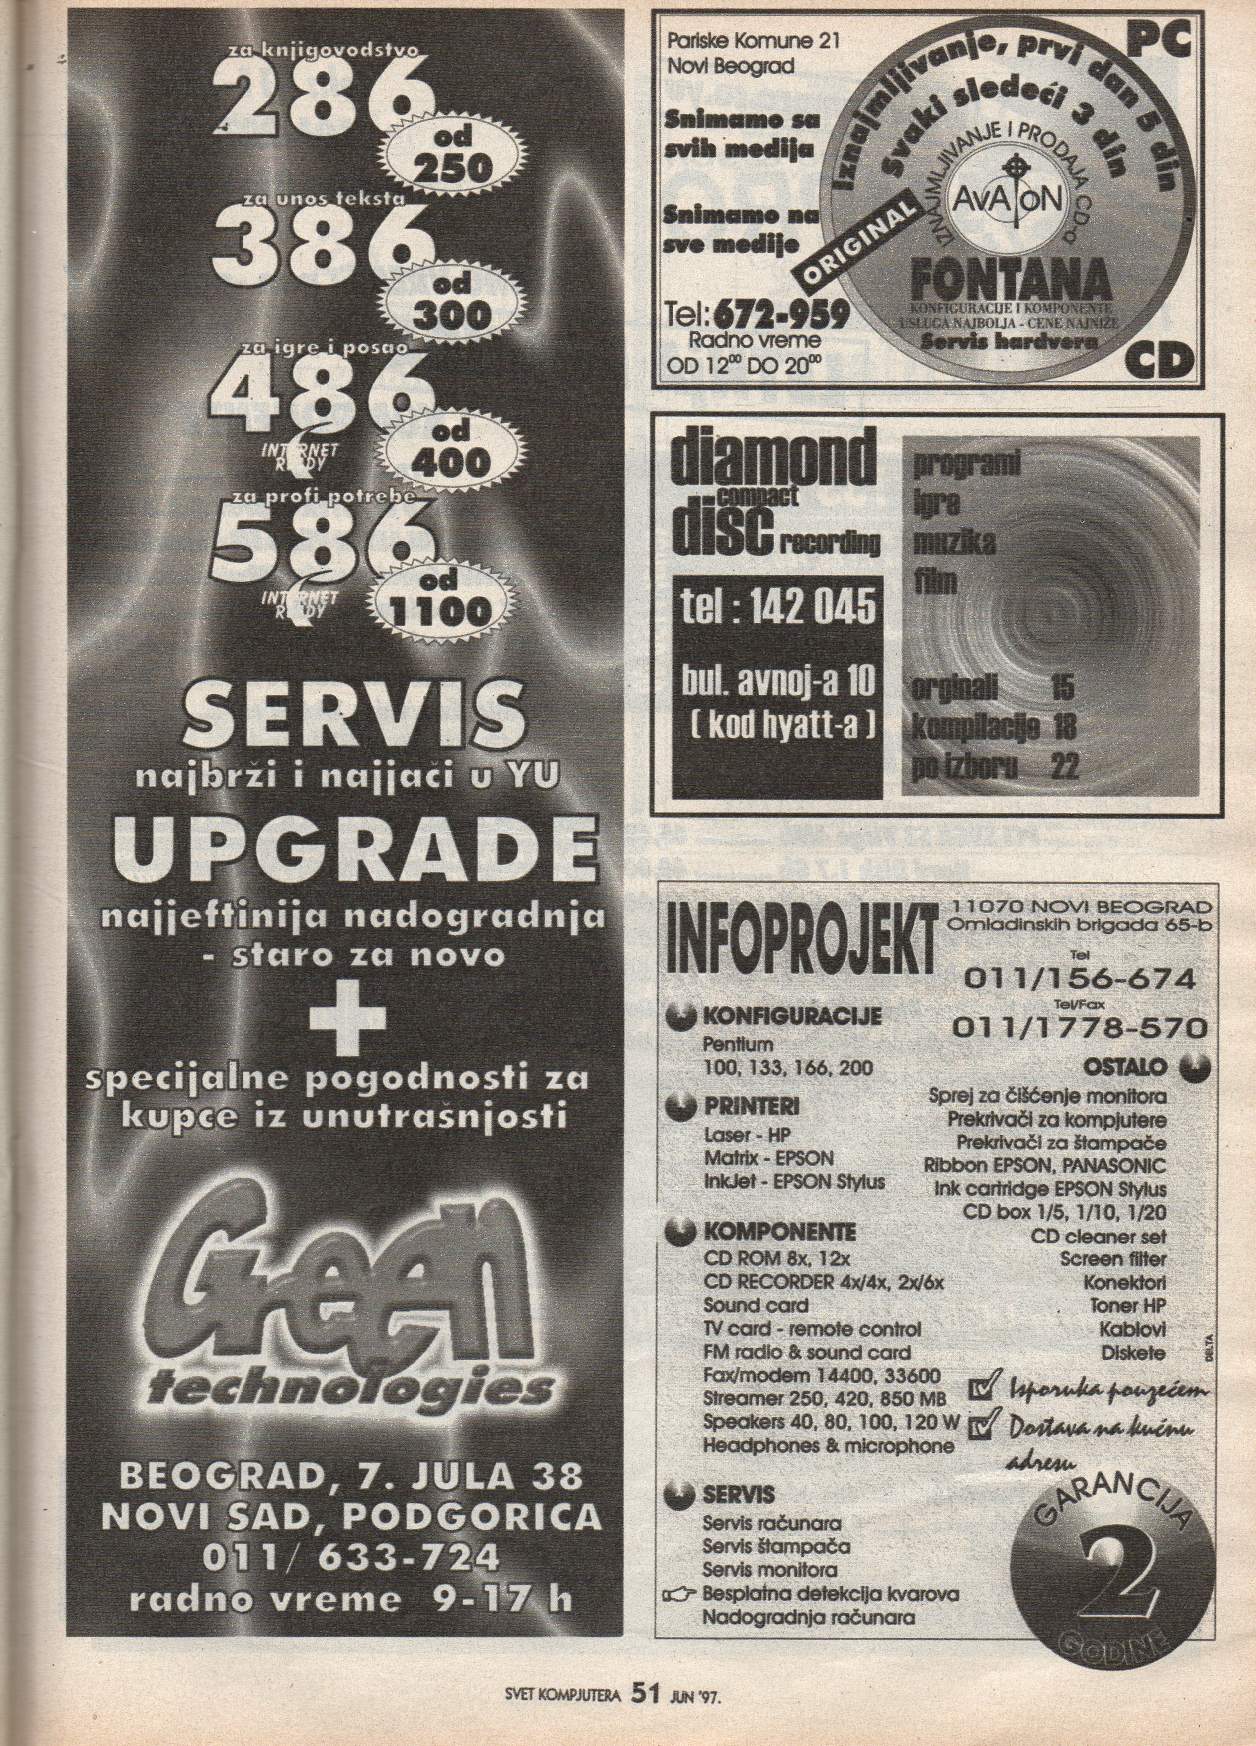 za knjigovodstvo
286
od
250
za unos teksta
386
od
300
za igre i posao
486
INTERNET
READY
od
400
za profi potrebe
586
INTERNET
READY
od
1100
SERVIS
najbrži i najjači u YU
UPGRADE
najjeftinija nadogradnja
- staro za novo
+
specijalne pogodnosti za
kupce iz unutrašnjosti
Green
technologies
BEOGRAD, 7. JULA 38
NOVI SAD, PODGORICA
011/ 633-724
radno vreme 9-17 h
Pariske Komune 21
Novi Beograd
Snimamo sa
svih medija
Snimamo na
sve medije
Tel:672-959
Radno vreme
OD 12⁰⁰ DO 20⁰⁰
PC
Iznajmljivanje, prvi dan 5 din
Svaki sledeći 3 din
IZNAJMLJIVANJE I PRODAJA CD-a
AVALON
ORIGINAL
FONTANA
KONFIGURACIJE I KOMPONENTE
USLUGA NAJBOLJA - CENE NAJNIŽE
Servis hardvera
CD
diamond
compact
disc recording
tel : 142 045
bul. avnoj-a 10
( kod hyatt-a )
programi
igre
muzika
film
orginali 15
kompilacije 18
po izboru 22
INFOPROJEKT
11070 NOVI BEOGRAD
Omladinskih brigada 65-b
Tel
011/156-674
Tel/Fax
011/1778-570
KONFIGURACIJE
Pentium
100, 133, 166, 200
PRINTERI
Laser - HP
Matrix - EPSON
InkJet - EPSON Stylus
KOMPONENTE
CD ROM 8x, 12x
CD RECORDER 4x/4x, 2x/6x
Sound card
TV card - remote control
FM radio & sound card
Fax/modem 14400, 33600
Streamer 250, 420, 850 MB
Speakers 40, 80, 100, 120 W
Headphones & microphone
SERVIS
Servis računara
Servis štampača
Servis monitora
Besplatna detekcija kvarova
Nadogradnja računara
OSTALO
Sprej za čišćenje monitora
Prekrivači za kompjutere
Prekrivači za štampače
Ribbon EPSON, PANASONIC
Ink cartridge EPSON Stylus
CD box 1/5, 1/10, 1/20
CD cleaner set
Screen filter
Konektori
Toner HP
Kablovi
Diskete
DELTA
Isporuka pouzećem
Dostava na kućnu
adresu
GARANCIJA
2
GODINE
SVET KOMPJUTERA 51 JUN '97.